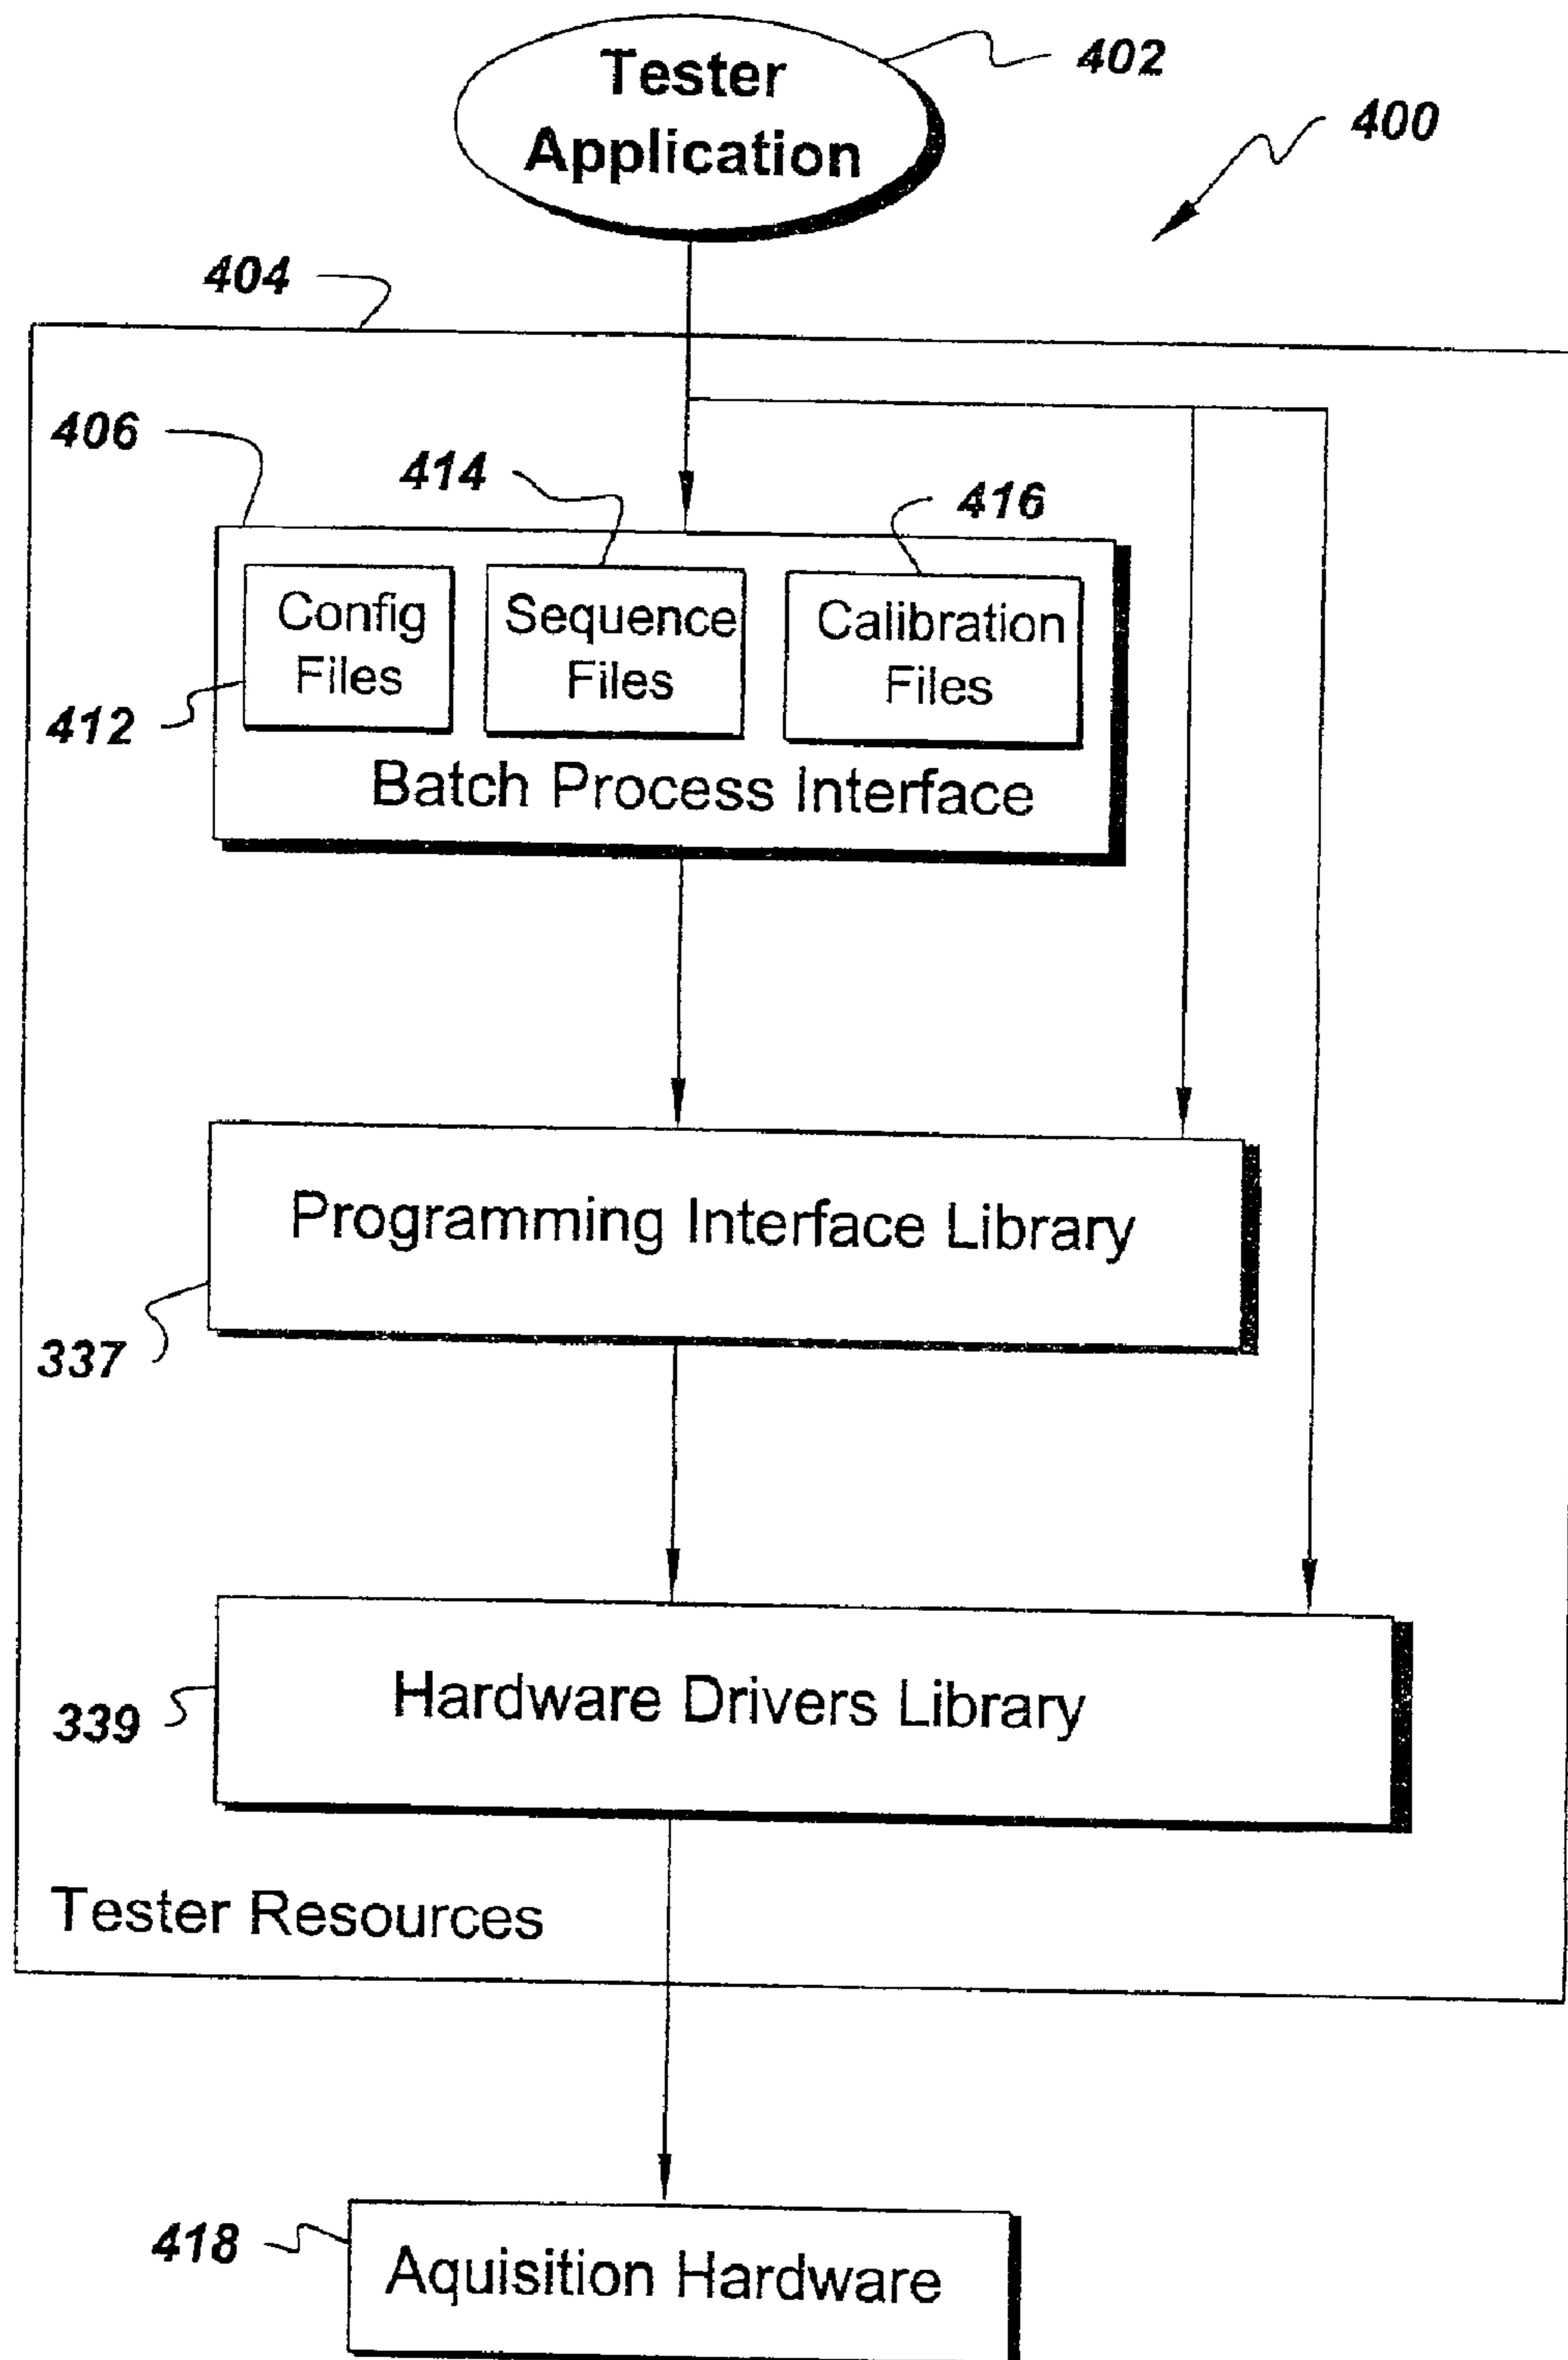 Tester
Application
402
400
404
406
414
416
Config
Files
Sequence
Files
Calibration
Files
412
Batch Process Interface
Programming Interface Library
337
Hardware Drivers Library
339
Tester Resources
418
Aquisition Hardware